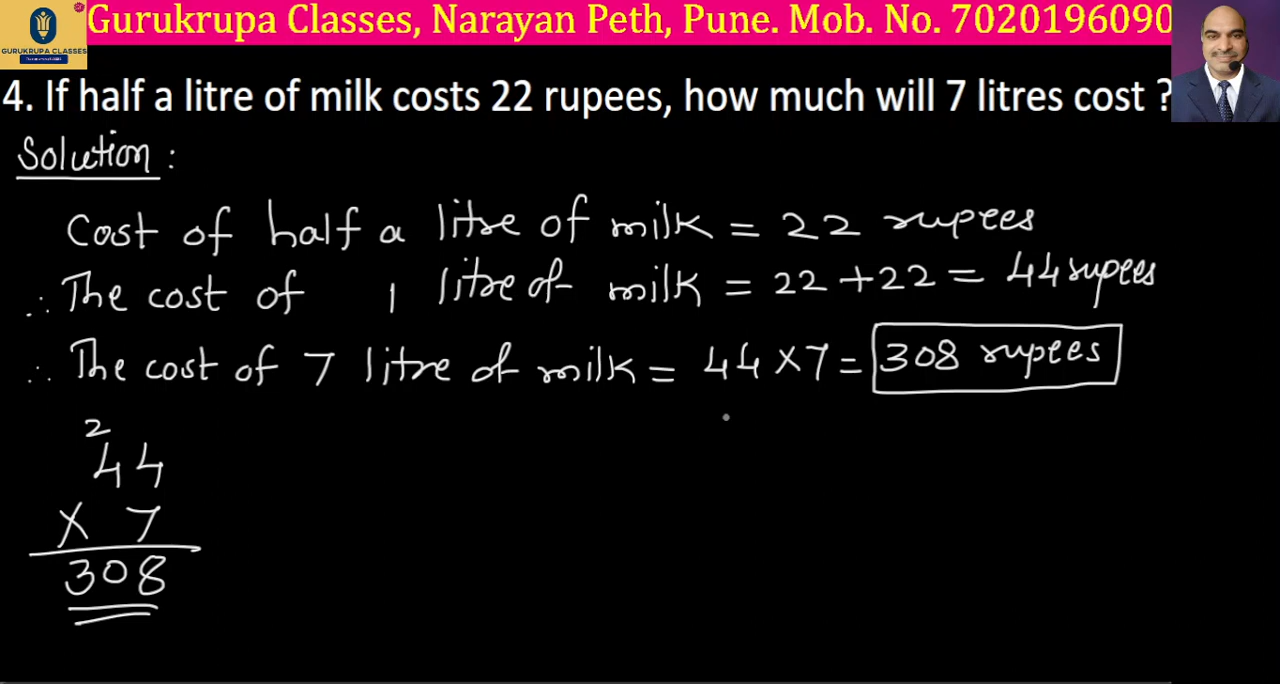 Gurukrupa Classes, Narayan Peth, Pune. Mob. No. 7020196090
GURUKRUPA CLASSES
4. If half a litre of milk costs 22 rupees, how much will 7 litres cost ?
Solution :
Cost of half a litre of milk = 22 rupees
∴ The cost of 1 litre of milk = 22 + 22 = 44 rupees
∴ The cost of 7 litre of milk = 44 × 7 = 308 rupees
2
44
× 7
308